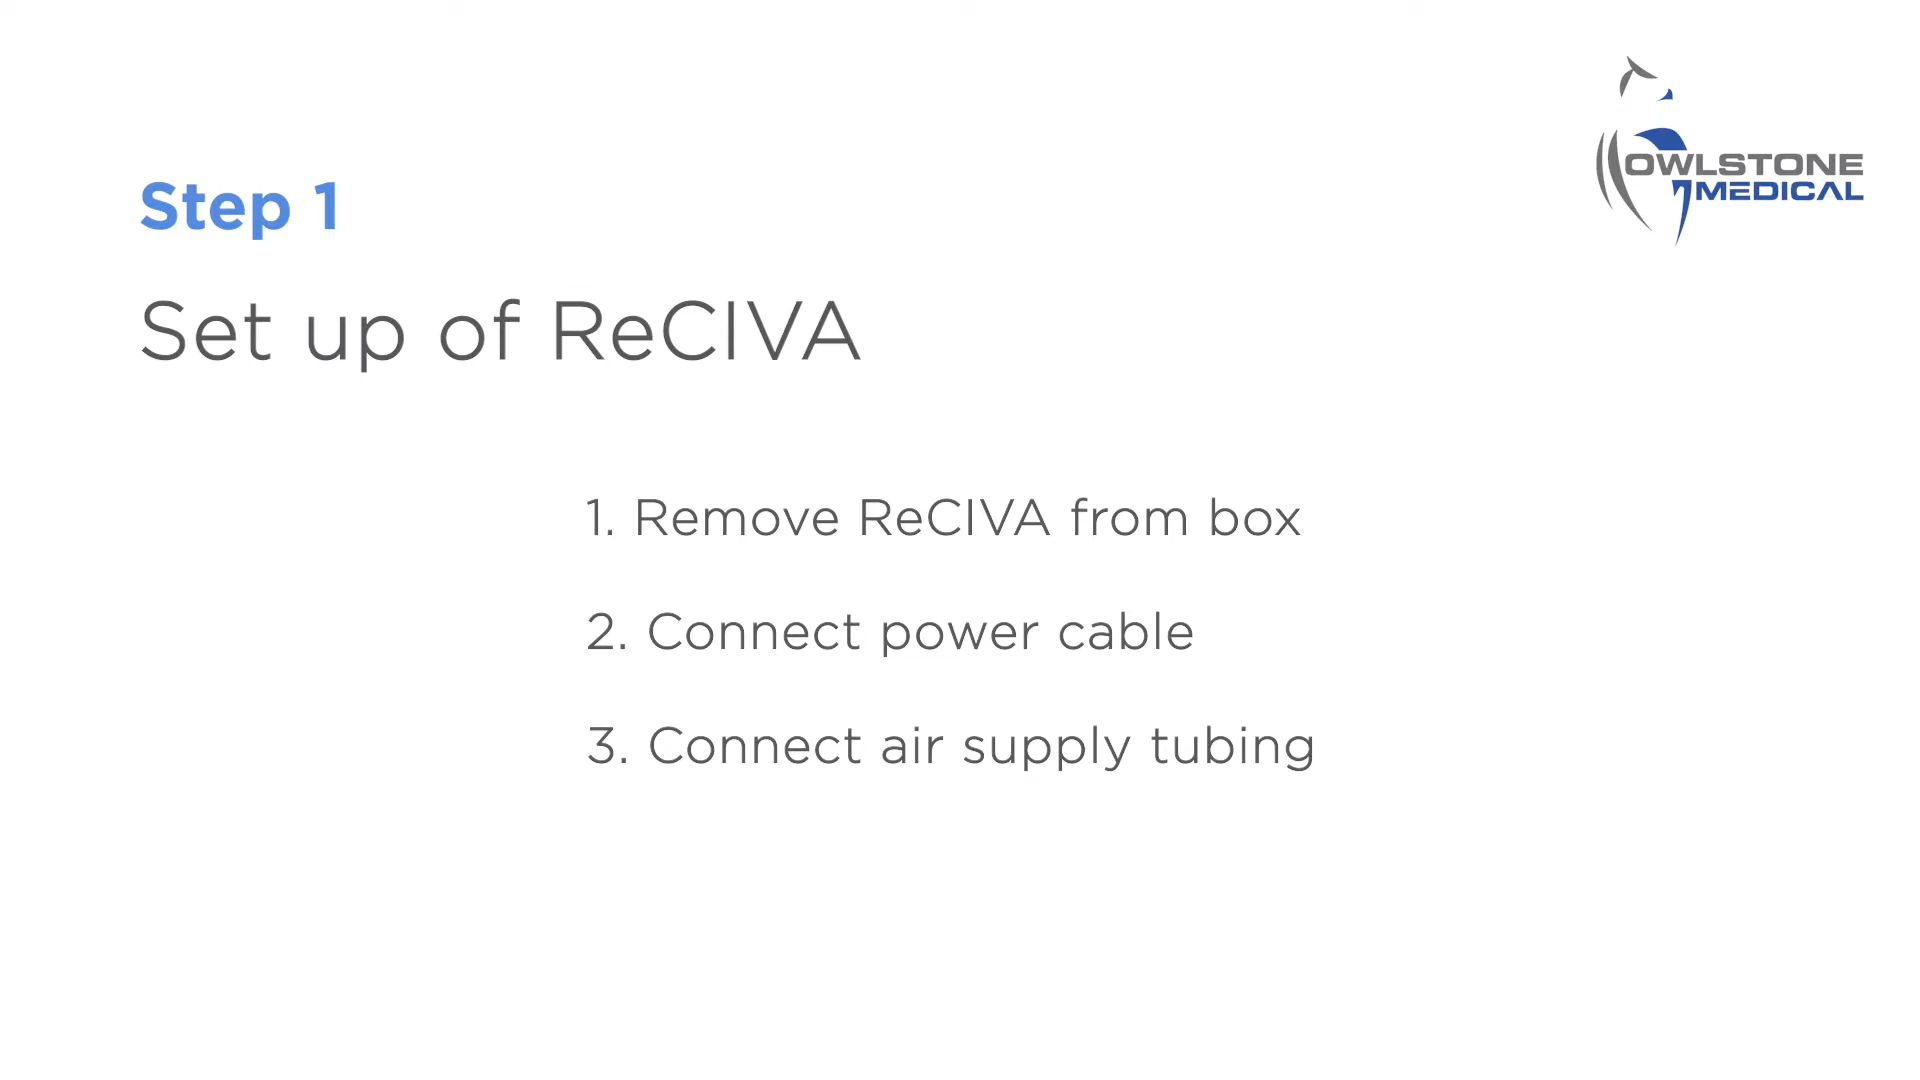 OWLSTONE
MEDICAL
Step 1
Set up of ReCIVA
1. Remove ReCIVA from box
2. Connect power cable
3. Connect air supply tubing